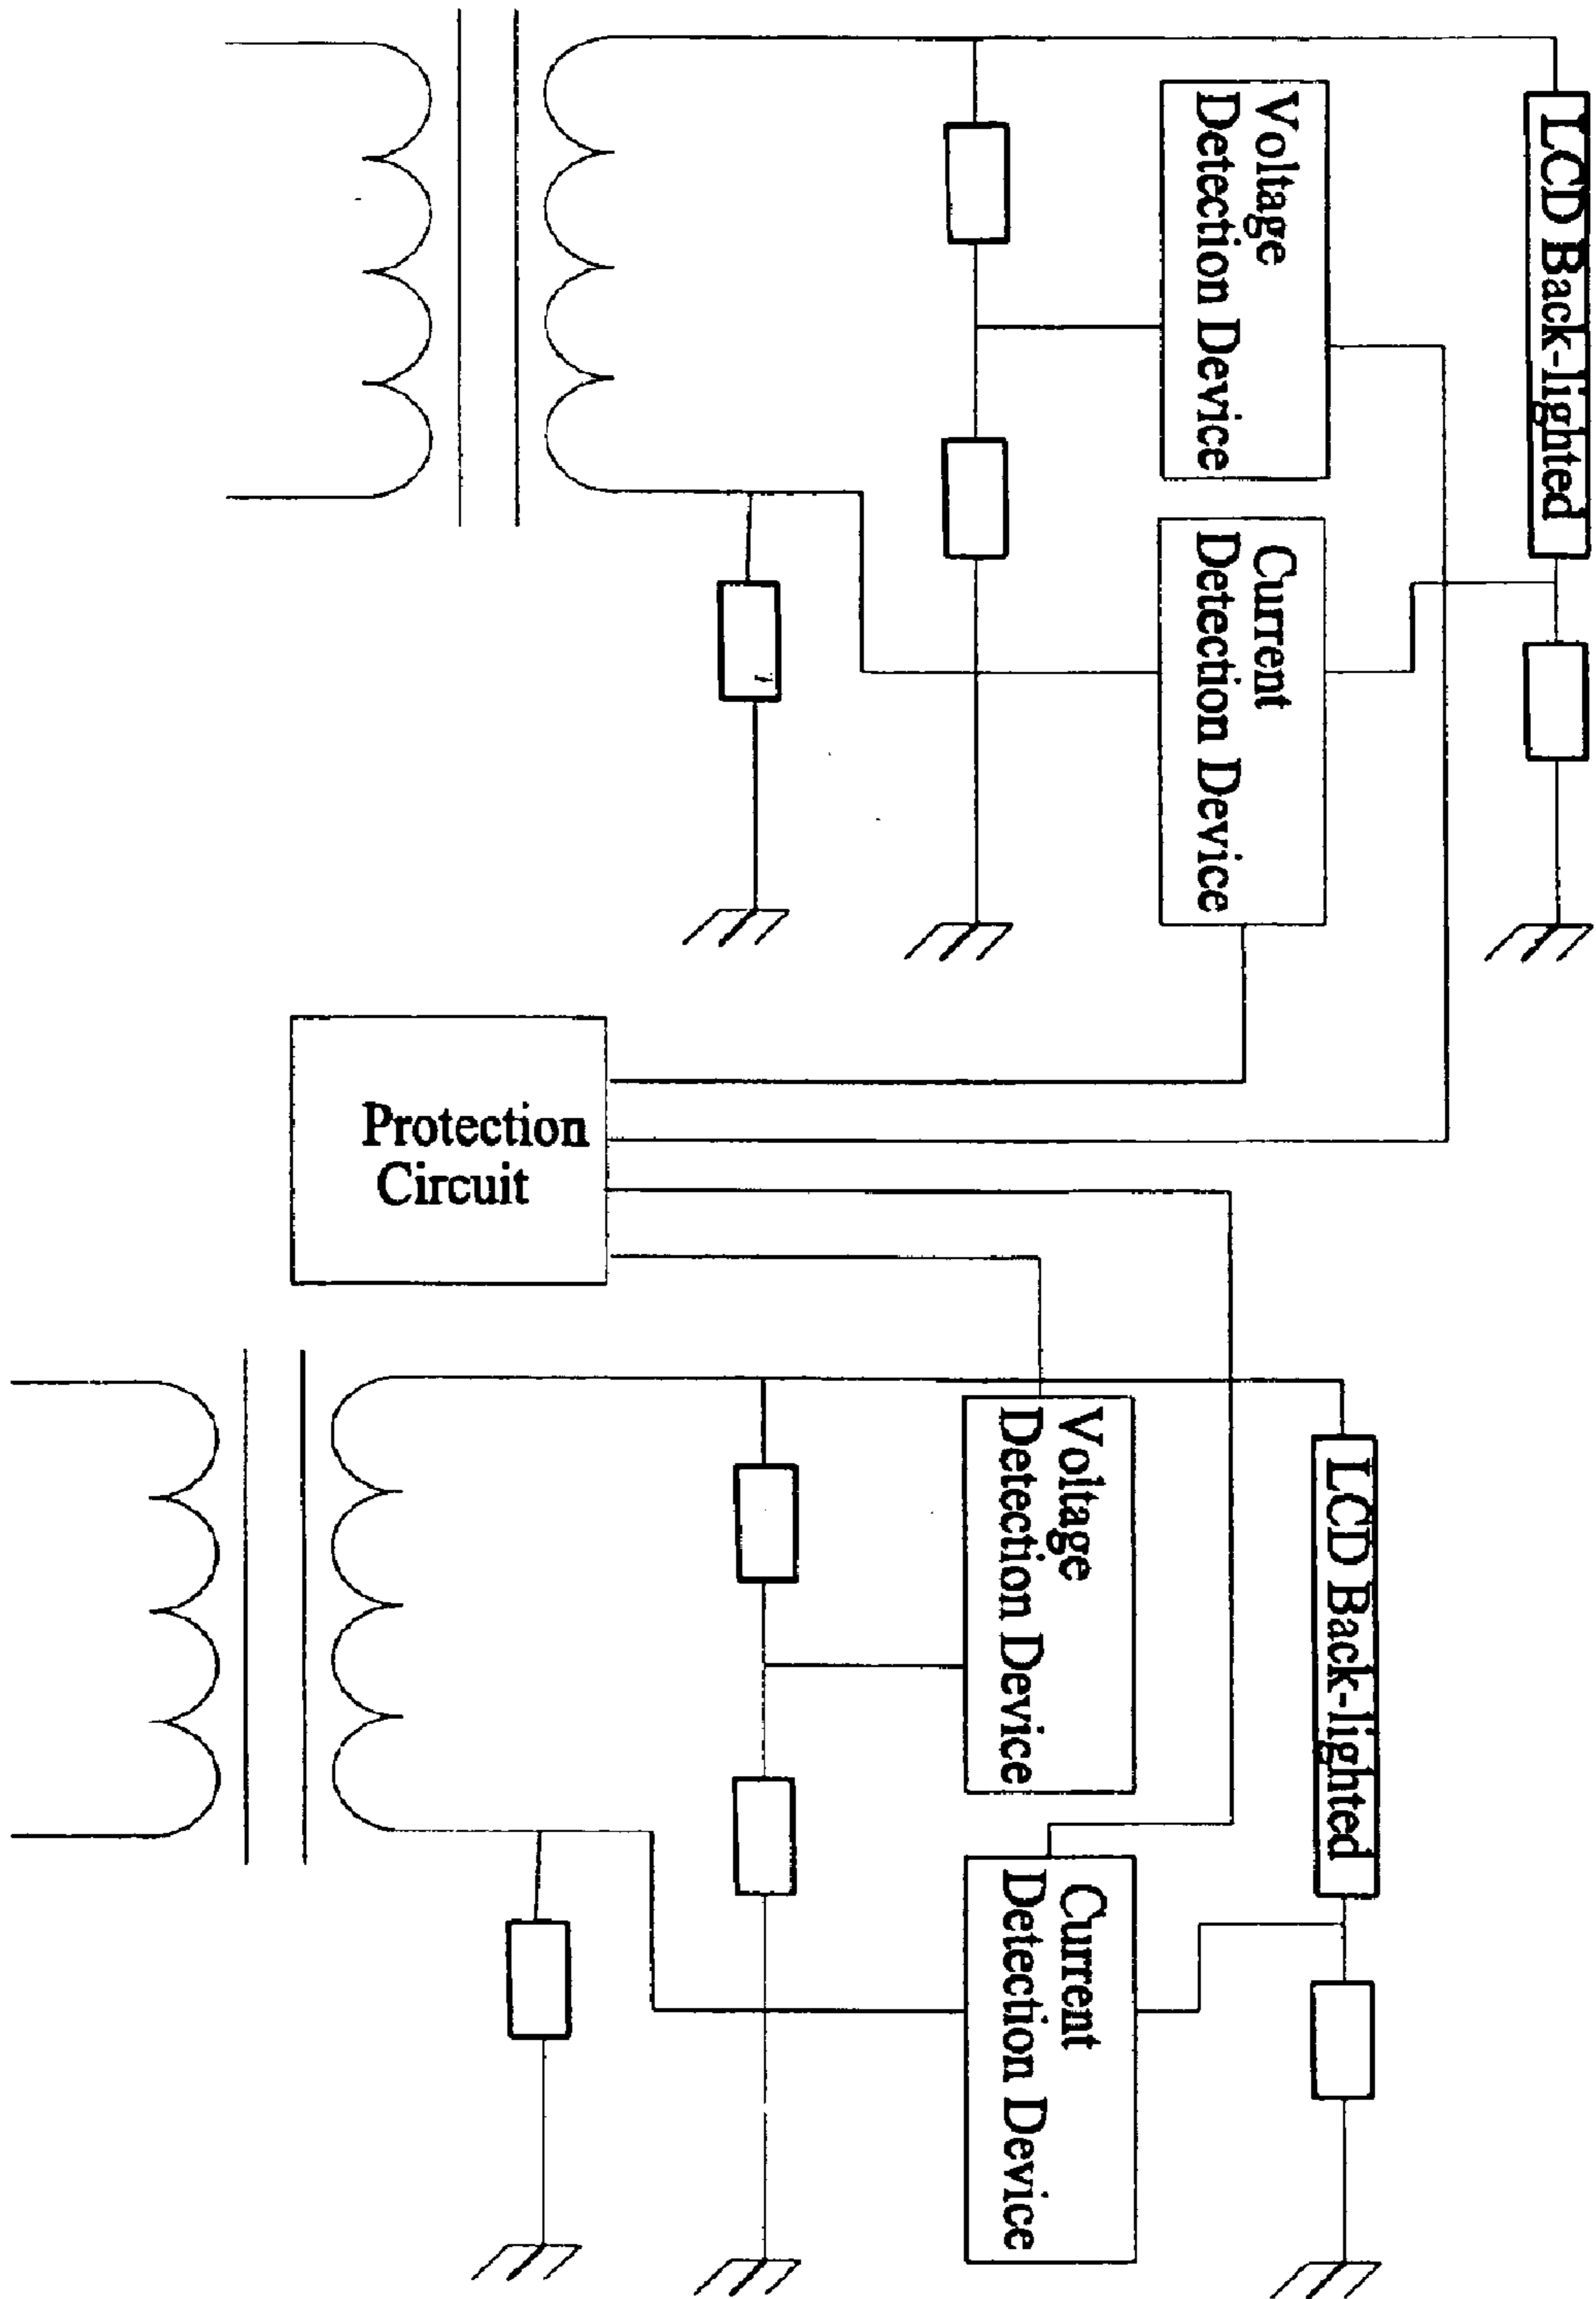 LCD Back-lighted
Voltage
Detection Device
Current
Detection Device
Protection
Circuit
LCD Back-lighted
Voltage
Detection Device
Current
Detection Device